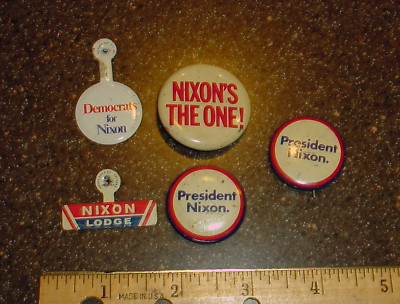 Democrats
for
Nixon
NIXON'S
THE ONE!
President
Nixon.
NIXON
LODGE
President
Nixon.
1 2 3 4 5
MADE IN U.S.A.